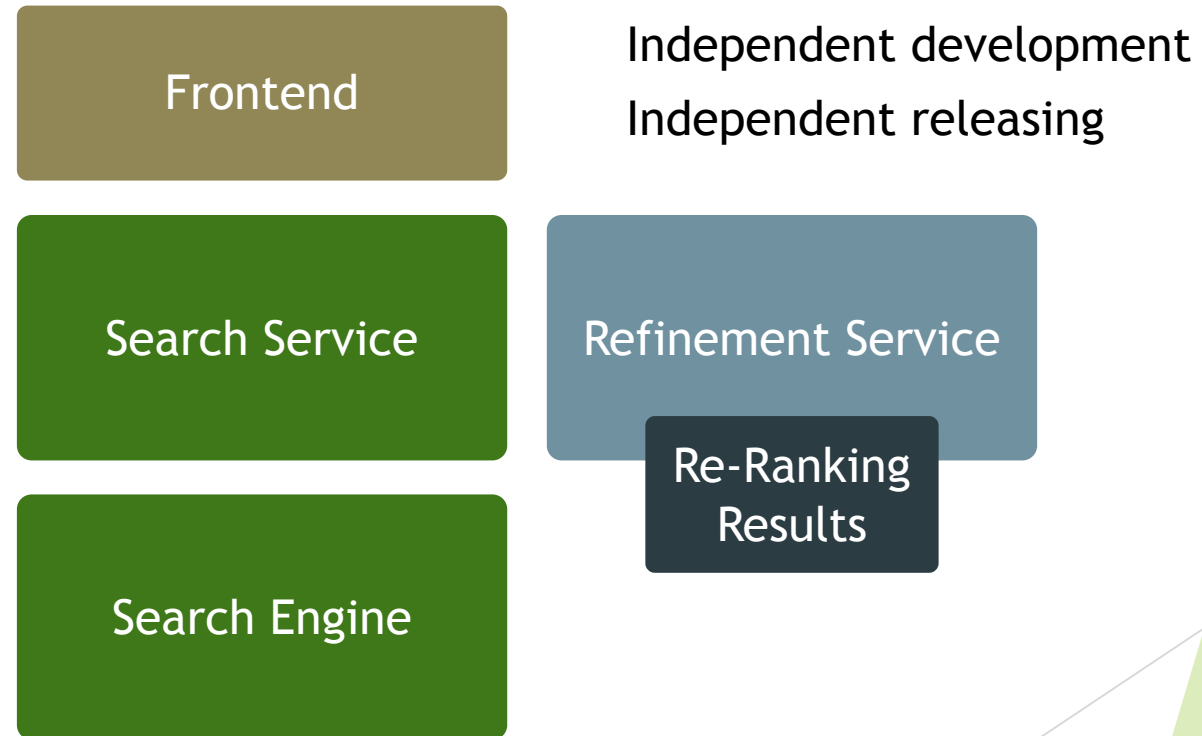 Frontend
Independent development
Independent releasing
Search Service
Refinement Service
Re-Ranking
Results
Search Engine